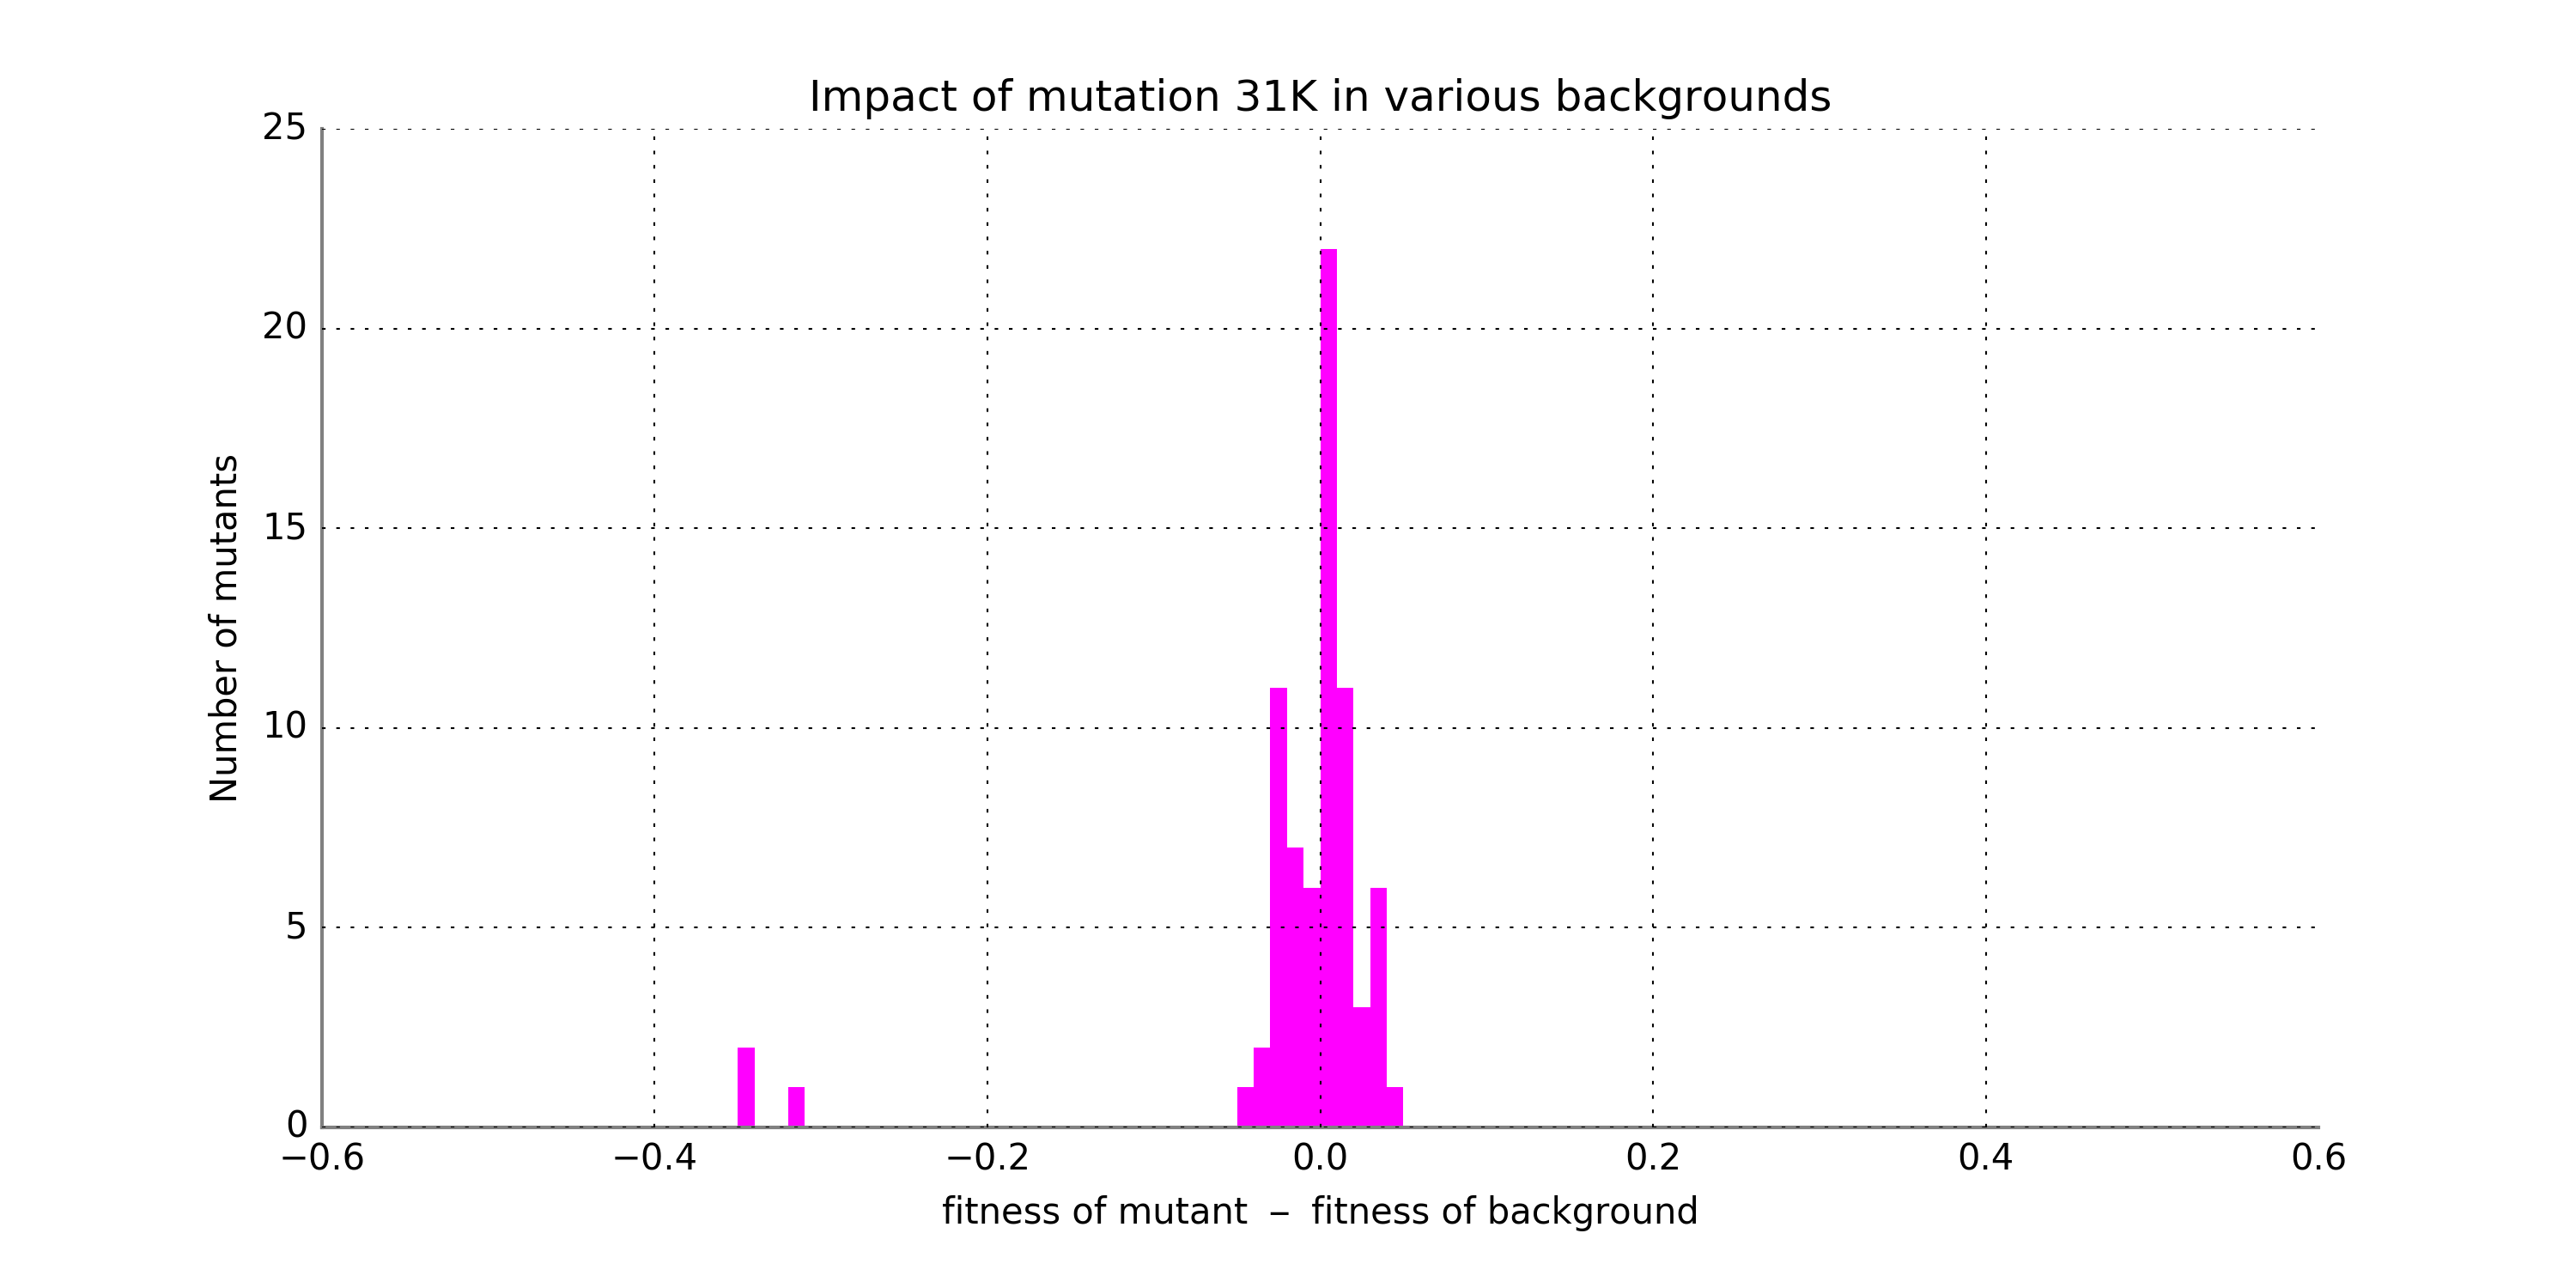 Impact of mutation 31K in various backgrounds
25
20
15
10
5
0
Number of mutants
−0.6 −0.4 −0.2 0.0 0.2 0.4 0.6
fitness of mutant − fitness of background